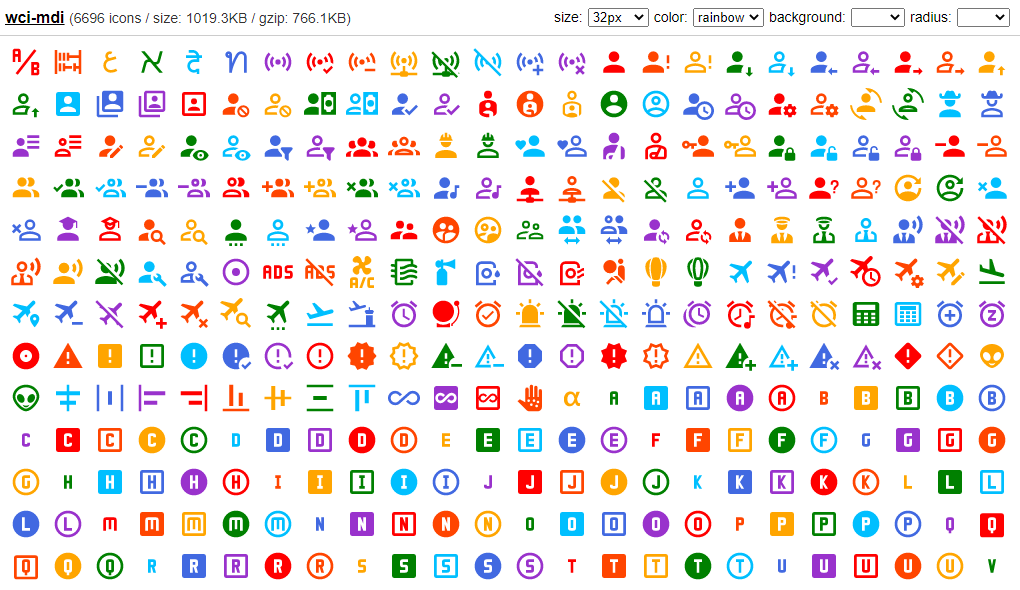 wci-mdi (6696 icons / size: 1019.3KB / gzip: 766.1KB) size: 32px color: rainbow background: radius:
A/B ع א
ADS ADS A/C
Z
α A A A A A B B B B B
C C C C C D D D D D E E E E E F F F F F G G G G
G H H H H H I I I I I J J J J J K K K K K L L L
L L M M M M M N N N N N O O O O O P P P P P Q Q
Q Q Q R R R R R S S S S S T T T T T U U U U U V